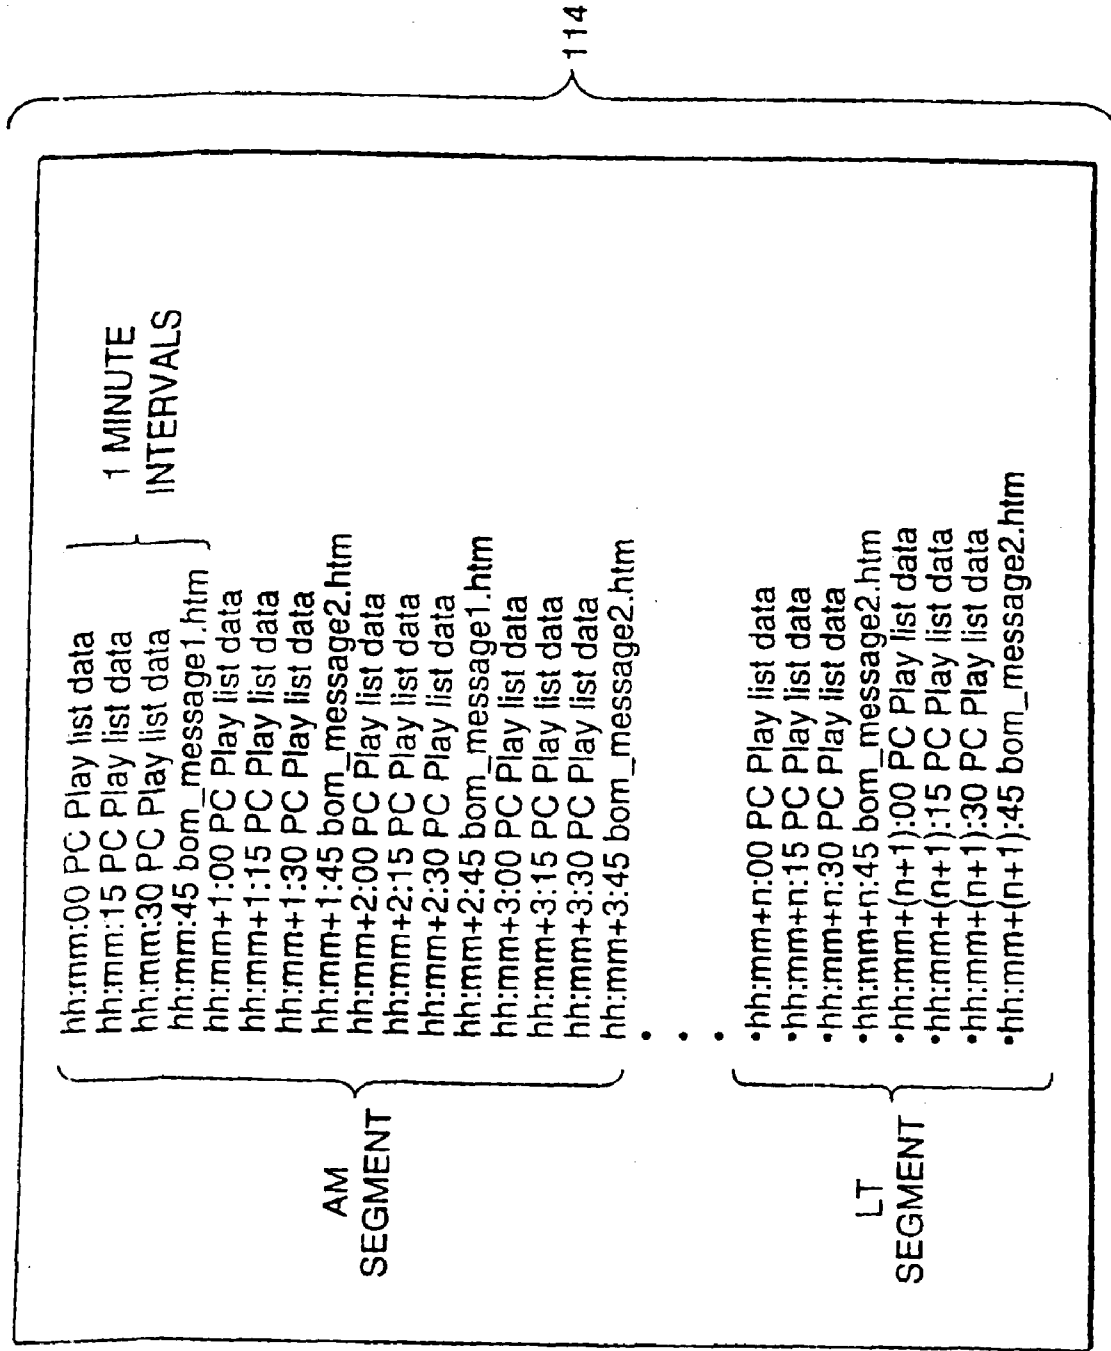 114
1 MINUTE
INTERVALS
AM
SEGMENT
hh:mm:00 PC Play list data
hh:mm:15 PC Play list data
hh:mm:30 PC Play list data
hh:mm:45 bom_message1.htm
hh:mm+1:00 PC Play list data
hh:mm+1:15 PC Play list data
hh:mm+1:30 PC Play list data
hh:mm+1:45 bom_message2.htm
hh:mm+2:00 PC Play list data
hh:mm+2:15 PC Play list data
hh:mm+2:30 PC Play list data
hh:mm+2:45 bom_message1.htm
hh:mm+3:00 PC Play list data
hh:mm+3:15 PC Play list data
hh:mm+3:30 PC Play list data
hh:mm+3:45 bom_message2.htm
LT
SEGMENT
•hh:mm+n:00 PC Play list data
•hh:mm+n:15 PC Play list data
•hh:mm+n:30 PC Play list data
•hh:mm+n:45 bom_message2.htm
•hh:mm+(n+1):00 PC Play list data
•hh:mm+(n+1):15 PC Play list data
•hh:mm+(n+1):30 PC Play list data
•hh:mm+(n+1):45 bom_message2.htm